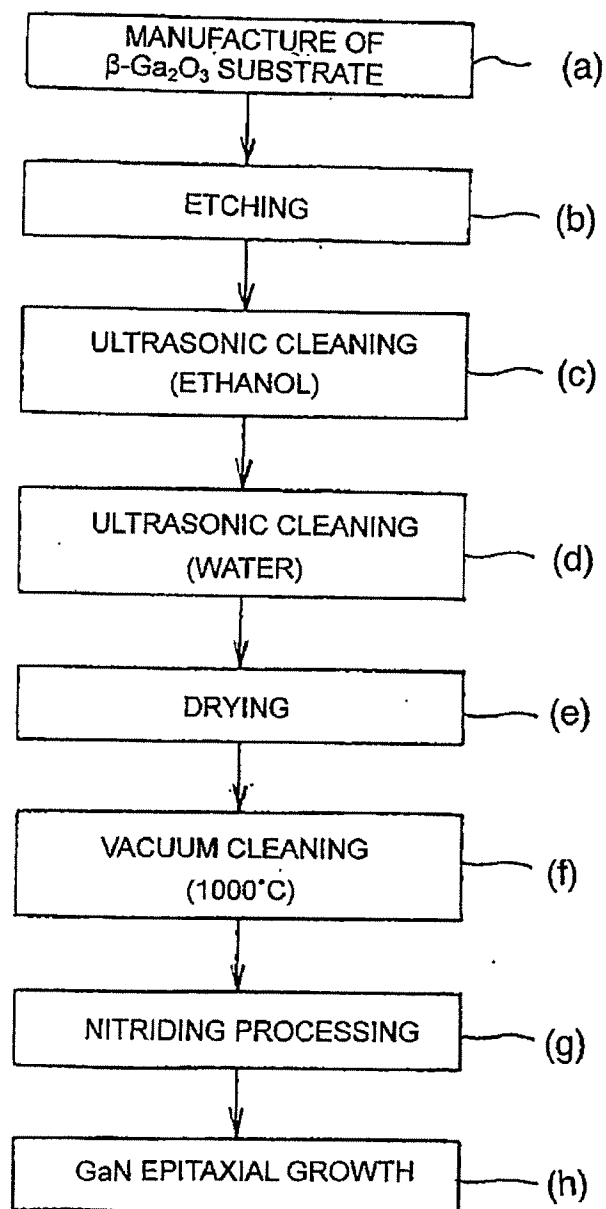 MANUFACTURE OF
β-Ga₂O₃ SUBSTRATE
(a)
ETCHING
(b)
ULTRASONIC CLEANING
(ETHANOL)
(c)
ULTRASONIC CLEANING
(WATER)
(d)
DRYING
(e)
VACUUM CLEANING
(1000°C)
(f)
NITRIDING PROCESSING
(g)
GaN EPITAXIAL GROWTH
(h)